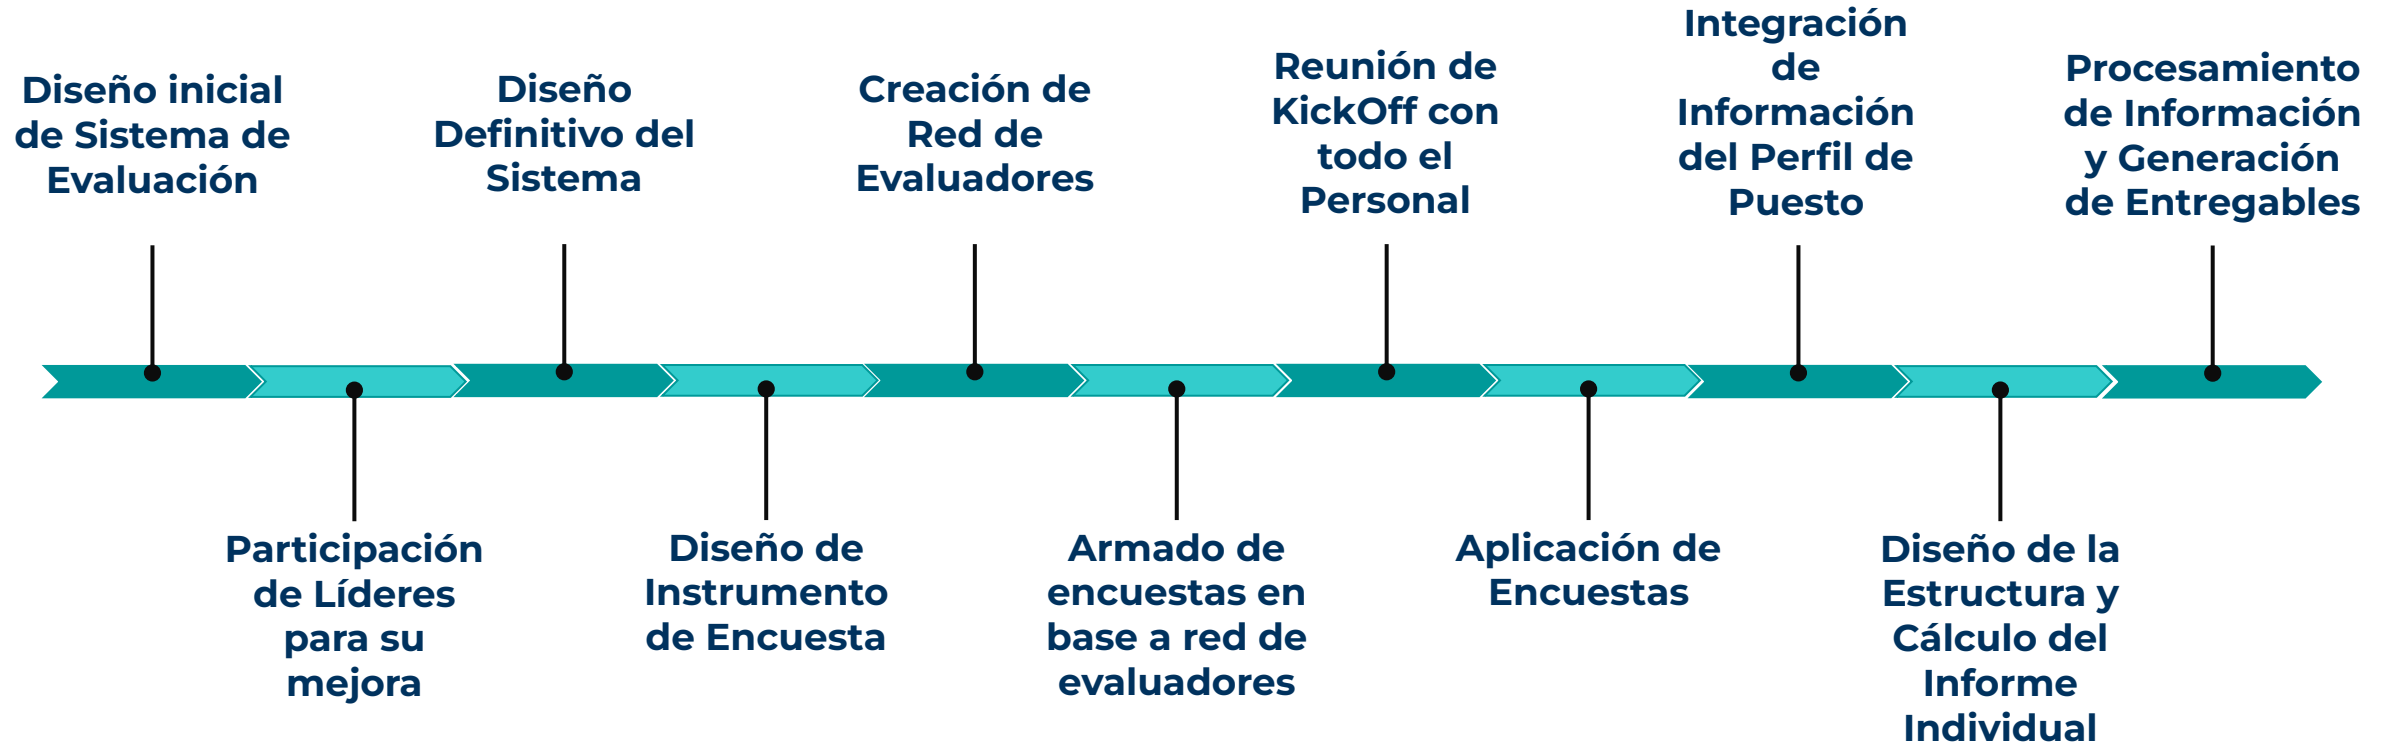 Diseño inicial
de Sistema de
Evaluación
Participación
de Líderes
para su
mejora
Diseño
Definitivo del
Sistema
Diseño de
Instrumento
de Encuesta
Creación de
Red de
Evaluadores
Armado de
encuestas en
base a red de
evaluadores
Reunión de
KickOff con
todo el
Personal
Aplicación de
Encuestas
Integración
de
Información
del Perfil de
Puesto
Diseño de la
Estructura y
Cálculo del
Informe
Individual
Procesamiento
de Información
y Generación
de Entregables